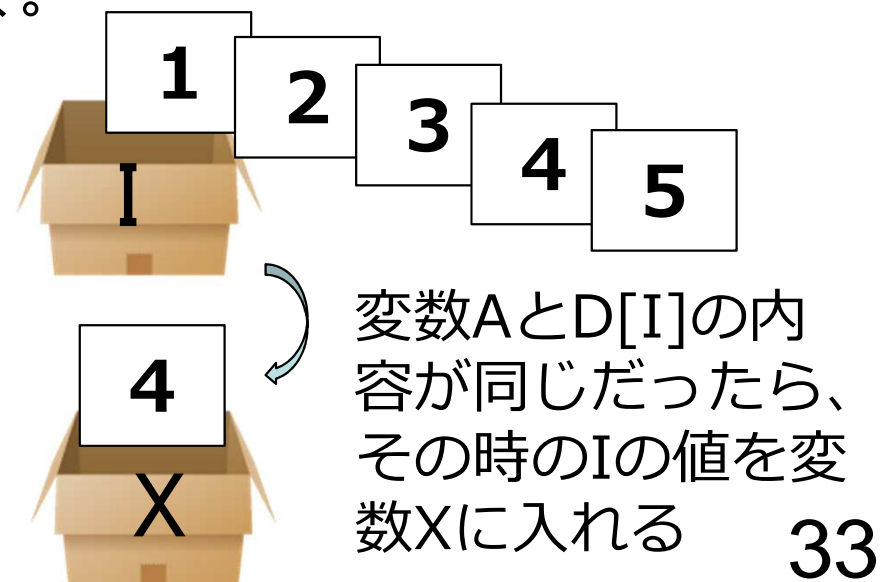 、。
1
2
3
4
5
I
4
X
変数AとD[I]の内
容が同じだったら、
その時のIの値を変
数Xに入れる
33